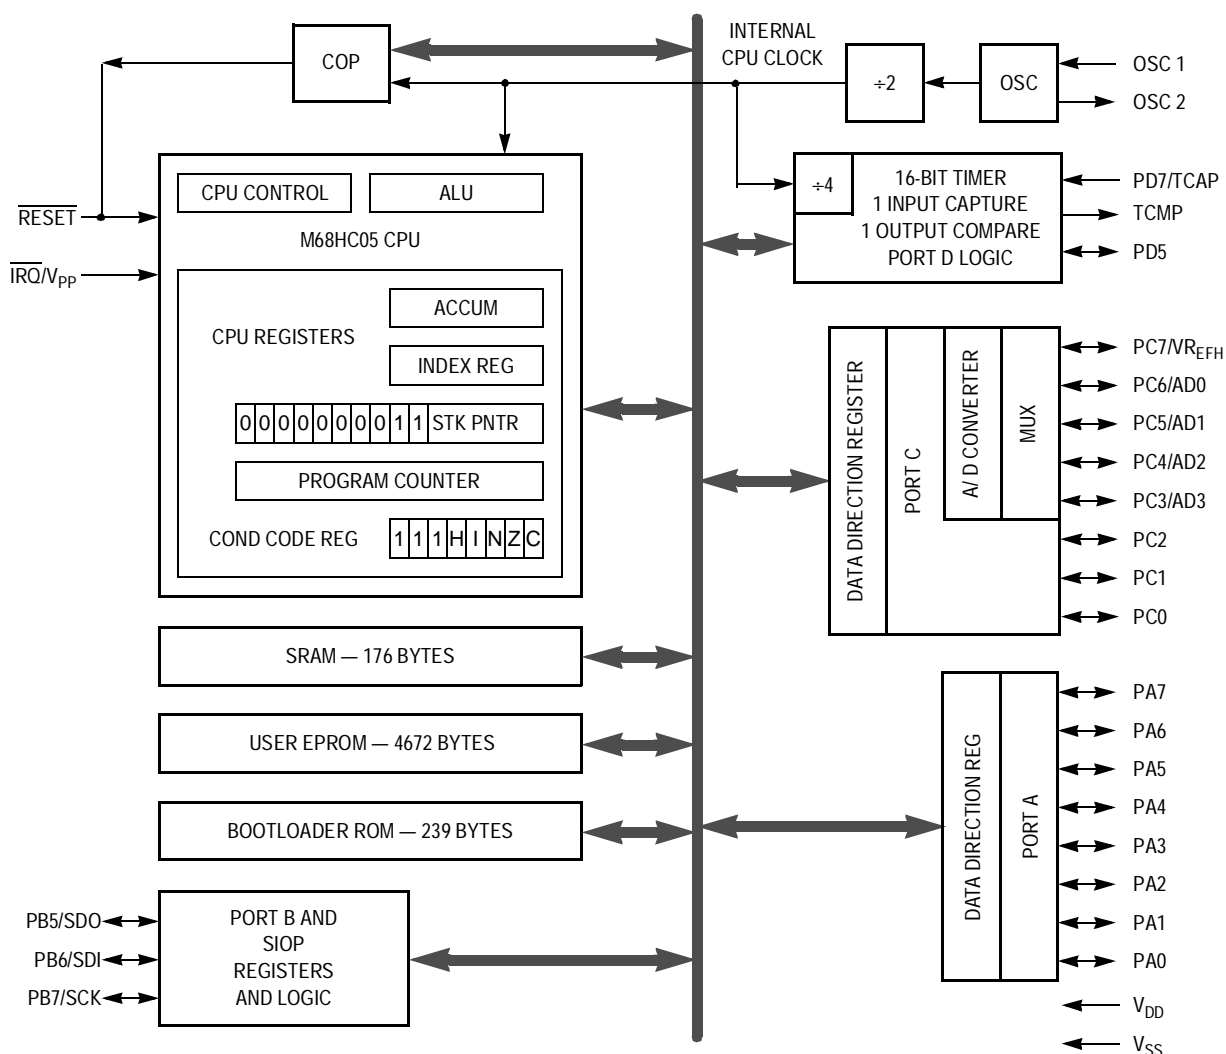 INTERNAL
CPU CLOCK
COP
÷2
OSC
OSC 1
OSC 2
CPU CONTROL
ALU
M68HC05 CPU
RESET
IRQ/VPP
÷4
16-BIT TIMER
1 INPUT CAPTURE
1 OUTPUT COMPARE
PORT D LOGIC
PD7/TCAP
TCMP
PD5
CPU REGISTERS
ACCUM
INDEX REG
0 0 0 0 0 0 0 0 1 1 STK PNTR
PROGRAM COUNTER
COND CODE REG
1 1 1 H I N Z C
DATA DIRECTION REGISTER
PORT C
A/ D CONVERTER
MUX
PC7/VREFH
PC6/AD0
PC5/AD1
PC4/AD2
PC3/AD3
PC2
PC1
PC0
SRAM — 176 BYTES
USER EPROM — 4672 BYTES
BOOTLOADER ROM — 239 BYTES
DATA DIRECTION REG
PORT A
PA7
PA6
PA5
PA4
PA3
PA2
PA1
PA0
PB5/SDO
PB6/SDI
PB7/SCK
PORT B AND
SIOP
REGISTERS
AND LOGIC
VDD
VSS